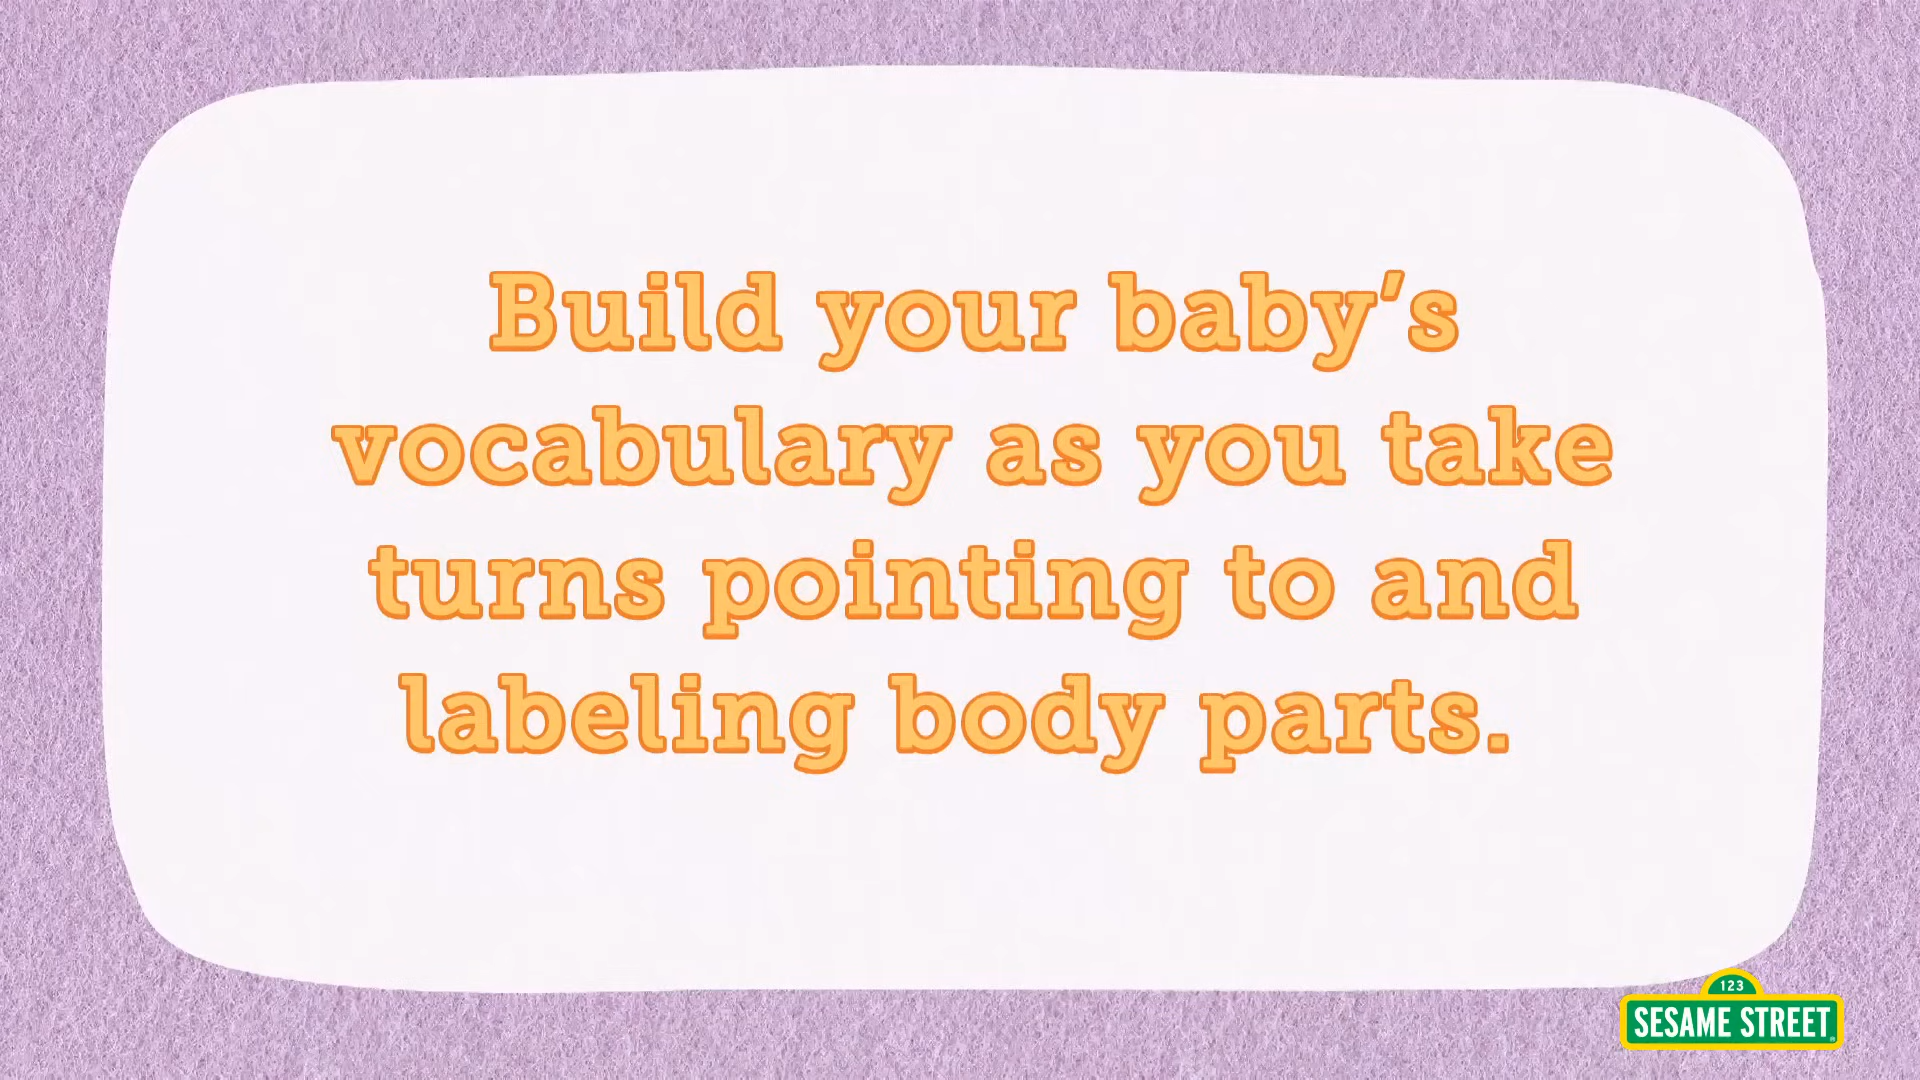 Build your baby’s
vocabulary as you take
turns pointing to and
labeling body parts.
123
SESAME STREET